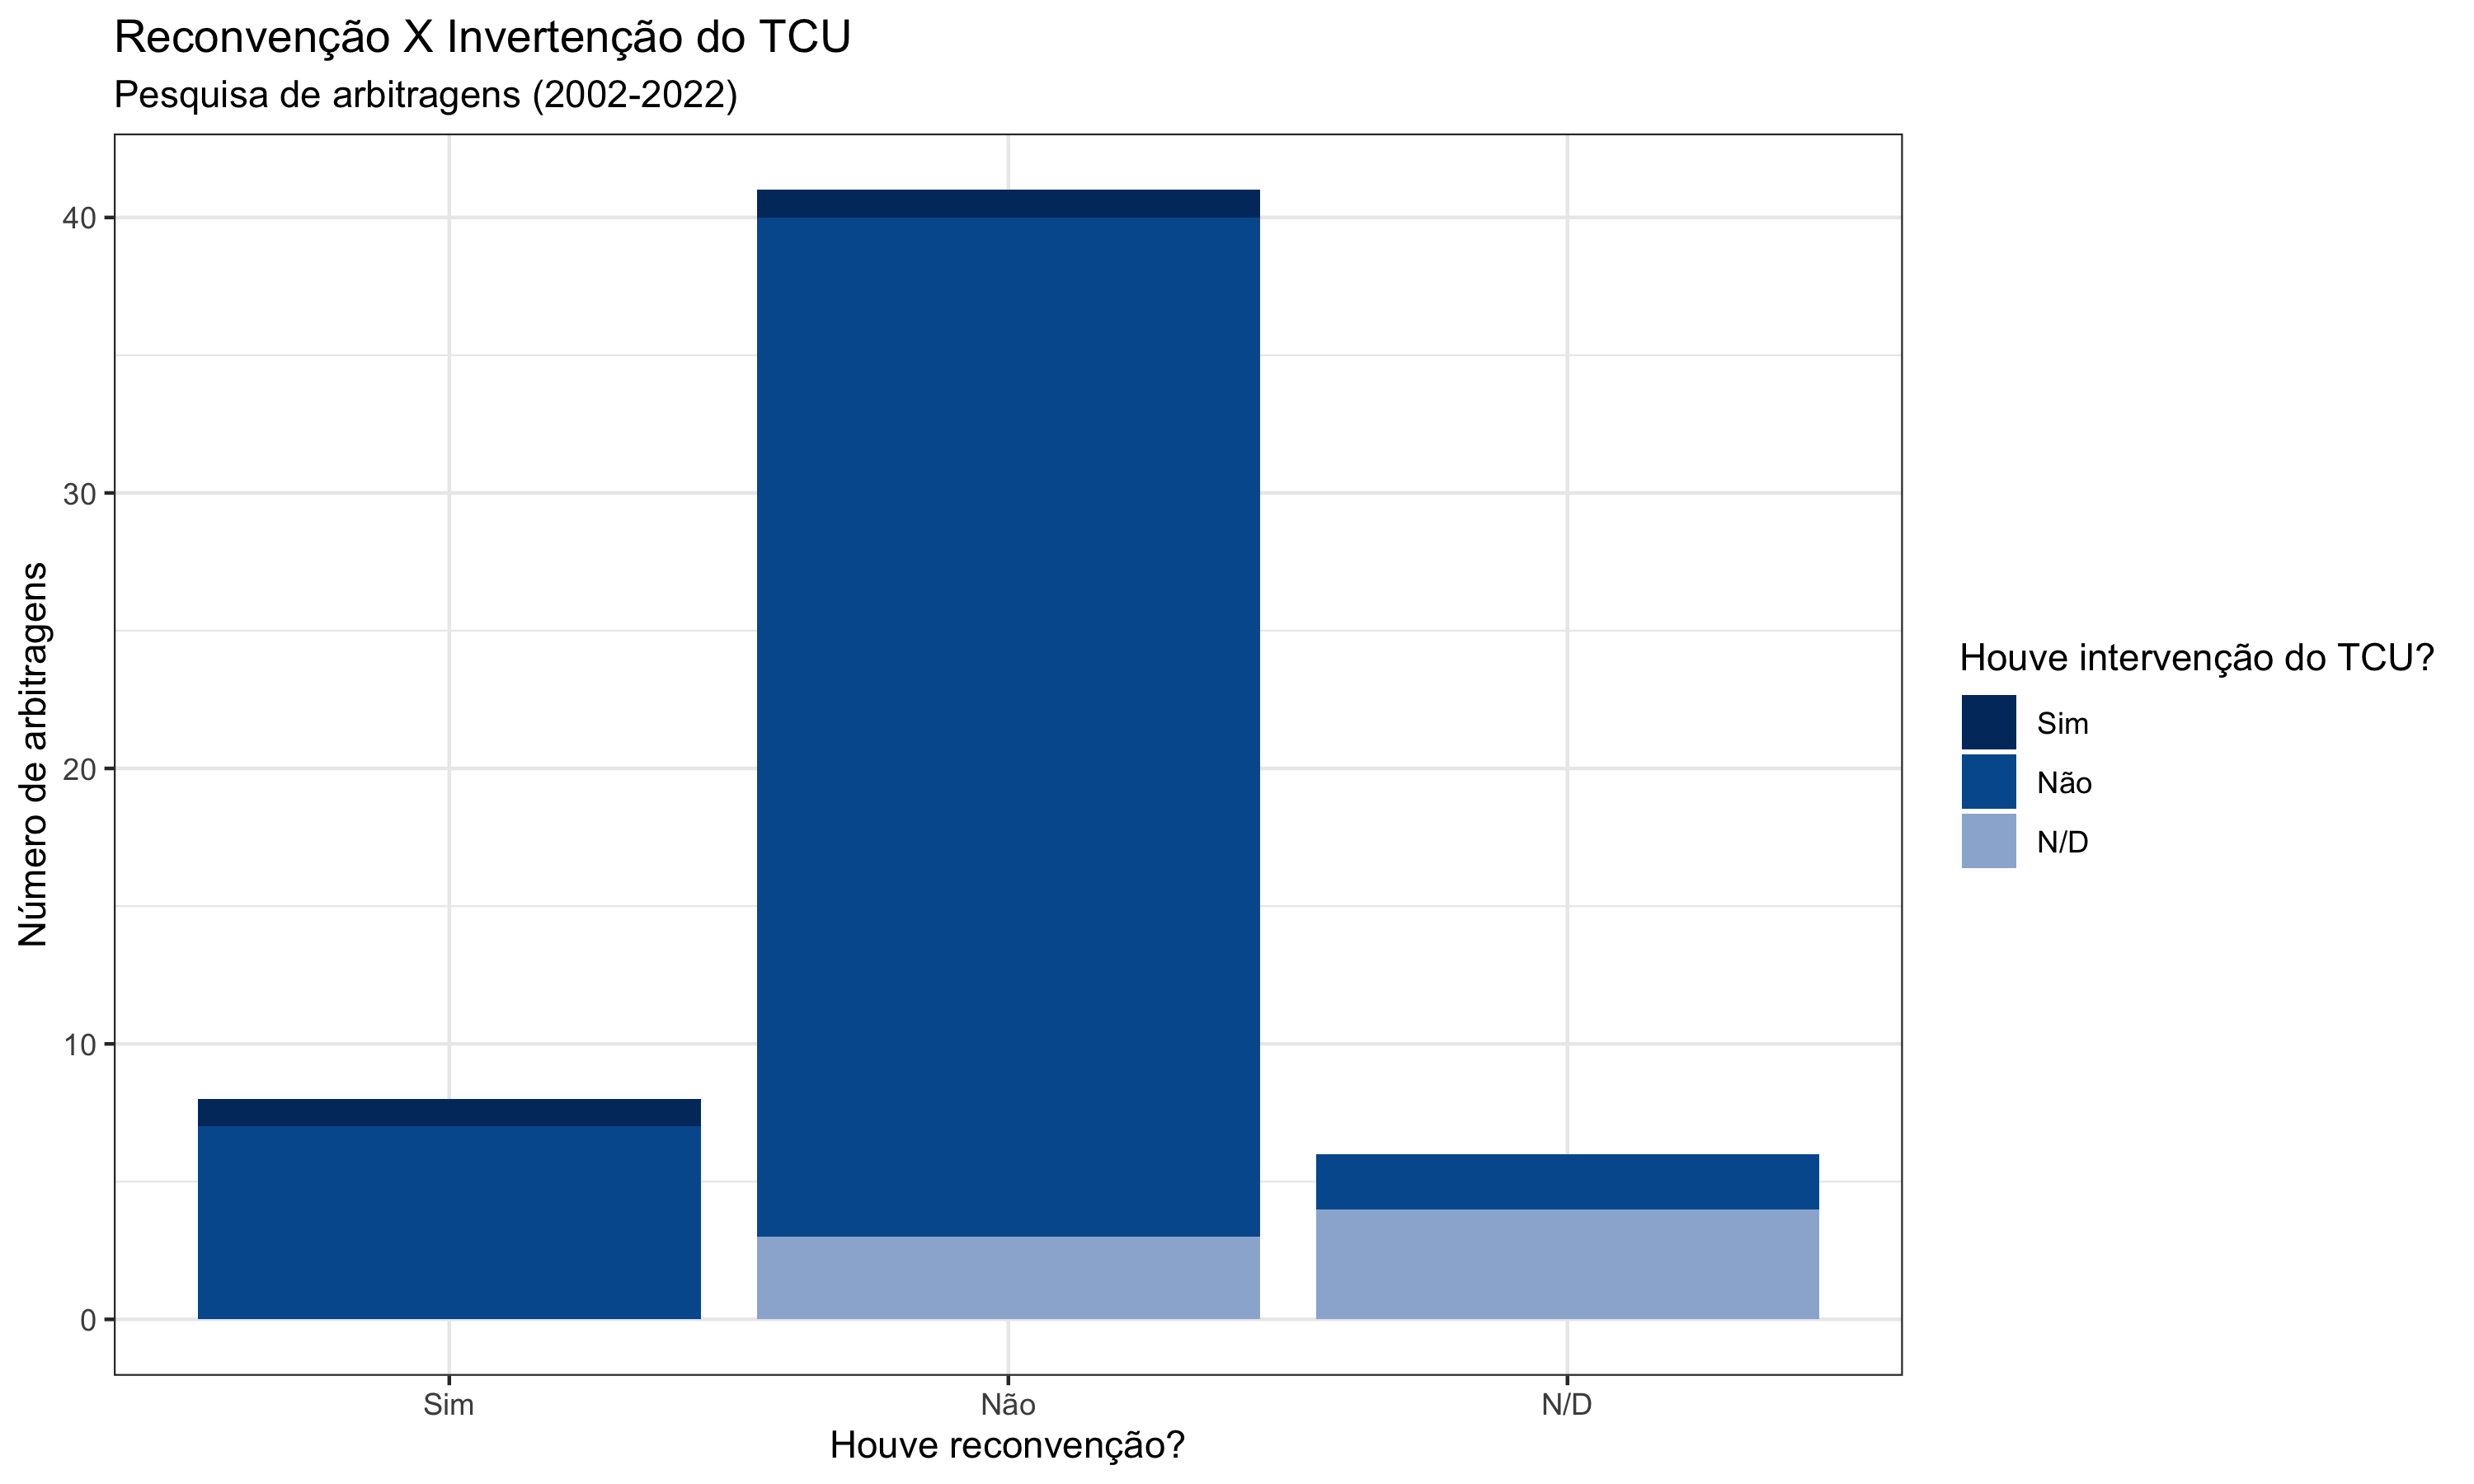 Reconvenção X Invertenção do TCU
Pesquisa de arbitragens (2002-2022)
Número de arbitragens
40
30
20
10
0
Sim
Não
N/D
Houve reconvenção?
Houve intervenção do TCU?
Sim
Não
N/D